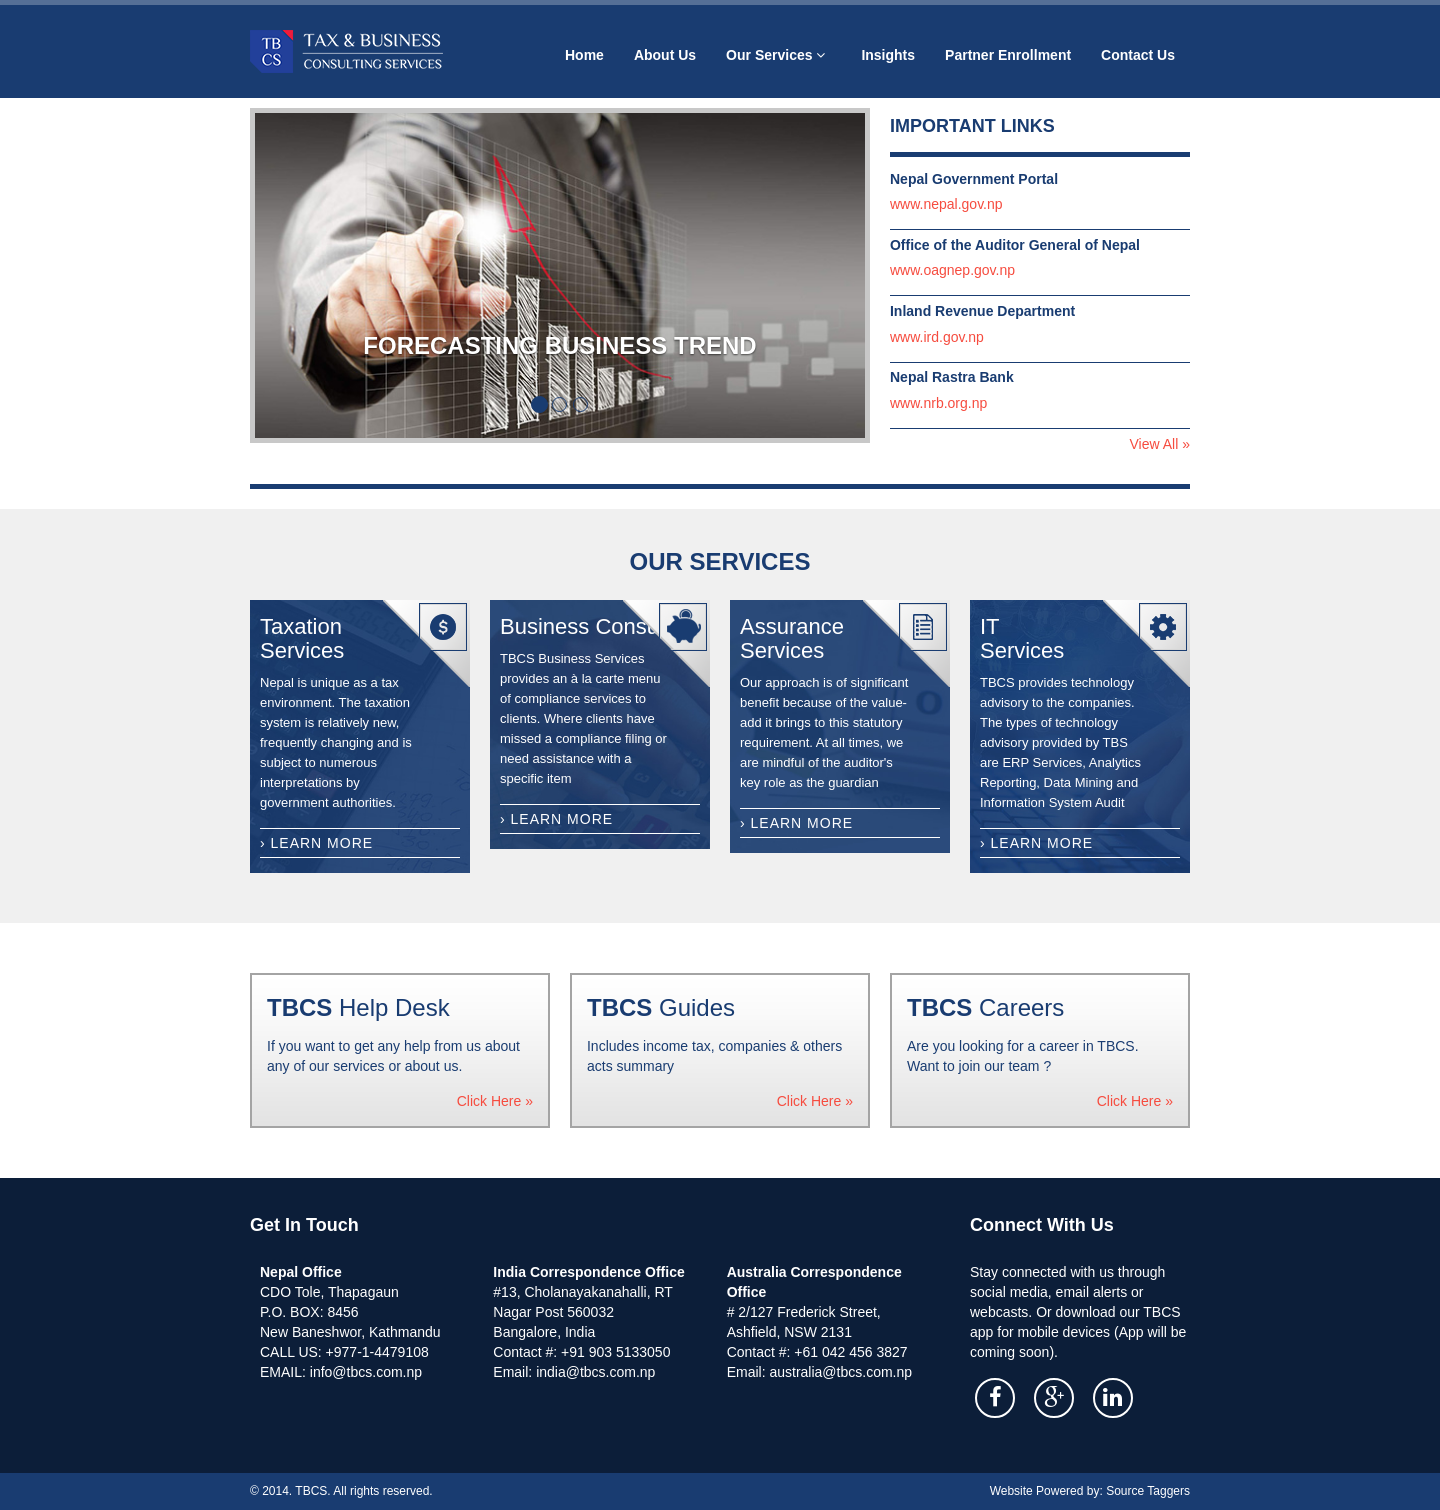 TB
CS
TAX & BUSINESS
CONSULTING SERVICES
Home
About Us
Our Services
Insights
Partner Enrollment
Contact Us
FORECASTING BUSINESS TREND
IMPORTANT LINKS
Nepal Government Portal
www.nepal.gov.np
Office of the Auditor General of Nepal
www.oagnep.gov.np
Inland Revenue Department
www.ird.gov.np
Nepal Rastra Bank
www.nrb.org.np
View All »
OUR SERVICES
Taxation
Services
Nepal is unique as a tax
environment. The taxation
system is relatively new,
frequently changing and is
subject to numerous
interpretations by
government authorities.
› LEARN MORE
Business Consu
TBCS Business Services
provides an à la carte menu
of compliance services to
clients. Where clients have
missed a compliance filing or
need assistance with a
specific item
› LEARN MORE
Assurance
Services
Our approach is of significant
benefit because of the value-
add it brings to this statutory
requirement. At all times, we
are mindful of the auditor's
key role as the guardian
› LEARN MORE
IT
Services
TBCS provides technology
advisory to the companies.
The types of technology
advisory provided by TBS
are ERP Services, Analytics
Reporting, Data Mining and
Information System Audit
› LEARN MORE
TBCS Help Desk
If you want to get any help from us about
any of our services or about us.
Click Here »
TBCS Guides
Includes income tax, companies & others
acts summary
Click Here »
TBCS Careers
Are you looking for a career in TBCS.
Want to join our team ?
Click Here »
Get In Touch
Nepal Office
CDO Tole, Thapagaun
P.O. BOX: 8456
New Baneshwor, Kathmandu
CALL US: +977-1-4479108
EMAIL: info@tbcs.com.np
India Correspondence Office
#13, Cholanayakanahalli, RT
Nagar Post 560032
Bangalore, India
Contact #: +91 903 5133050
Email: india@tbcs.com.np
Australia Correspondence
Office
# 2/127 Frederick Street,
Ashfield, NSW 2131
Contact #: +61 042 456 3827
Email: australia@tbcs.com.np
Connect With Us
Stay connected with us through
social media, email alerts or
webcasts. Or download our TBCS
app for mobile devices (App will be
coming soon).
© 2014. TBCS. All rights reserved.
Website Powered by: Source Taggers